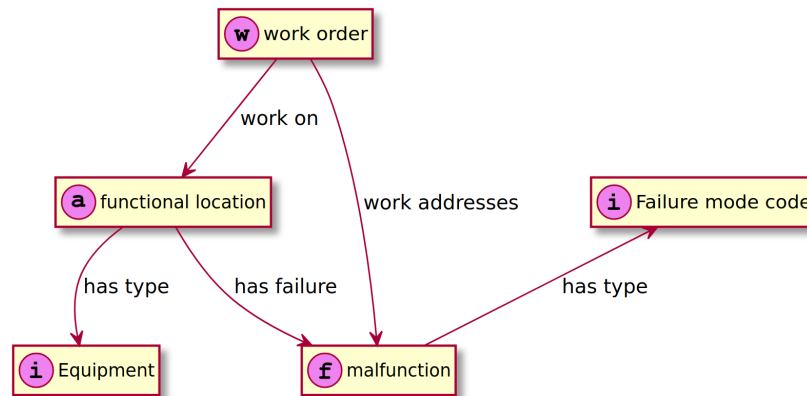 w work order
work on
a functional location
work addresses
i Failure mode code
has type
has failure
has type
i Equipment
f malfunction